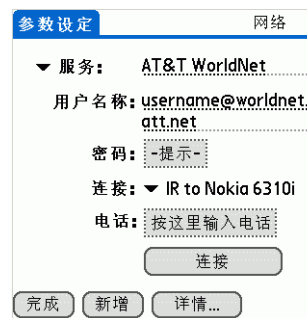 参数设定 网络
服务: AT&T WorldNet
用户名称: username@worldnet.
att.net
密码: -提示-
连接: IR to Nokia 6310i
电话: 按这里输入电话
连接
完成 新增 详情...